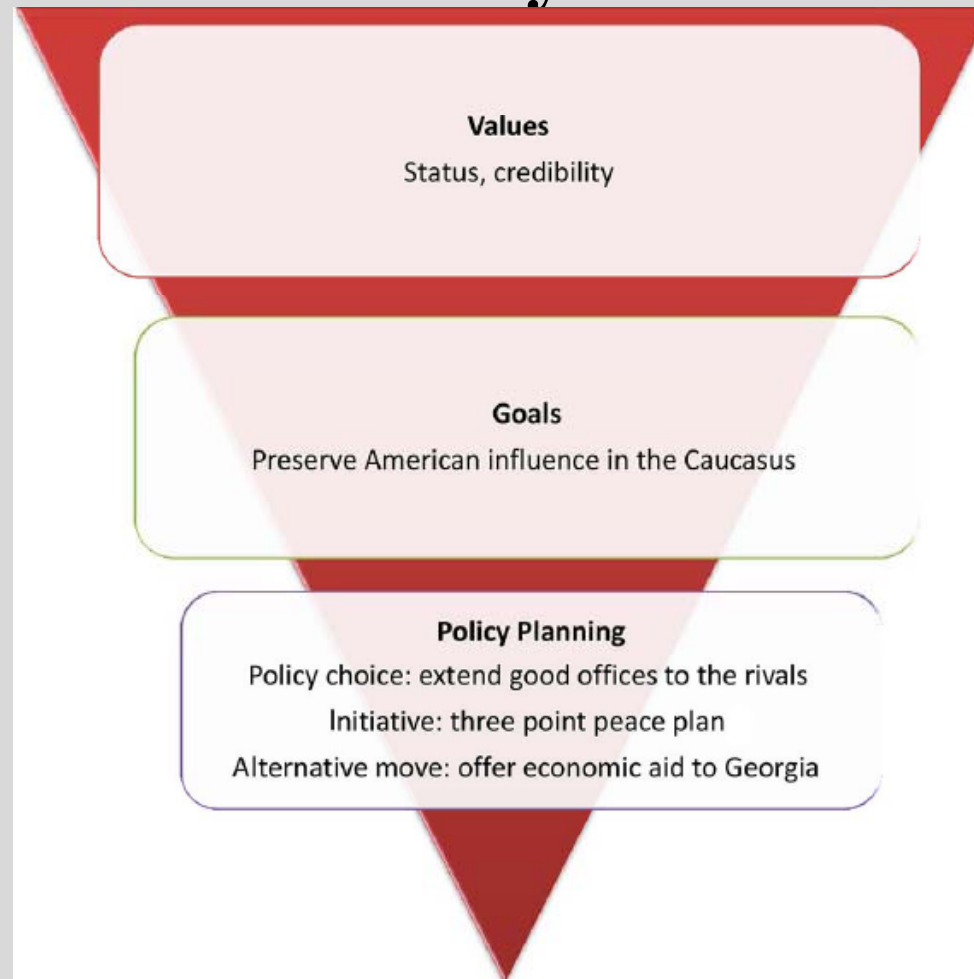 Values
Status, credibility
Goals
Preserve American influence in the Caucasus
Policy Planning
Policy choice: extend good offices to the rivals
Initiative: three point peace plan
Alternative move: offer economic aid to Georgia